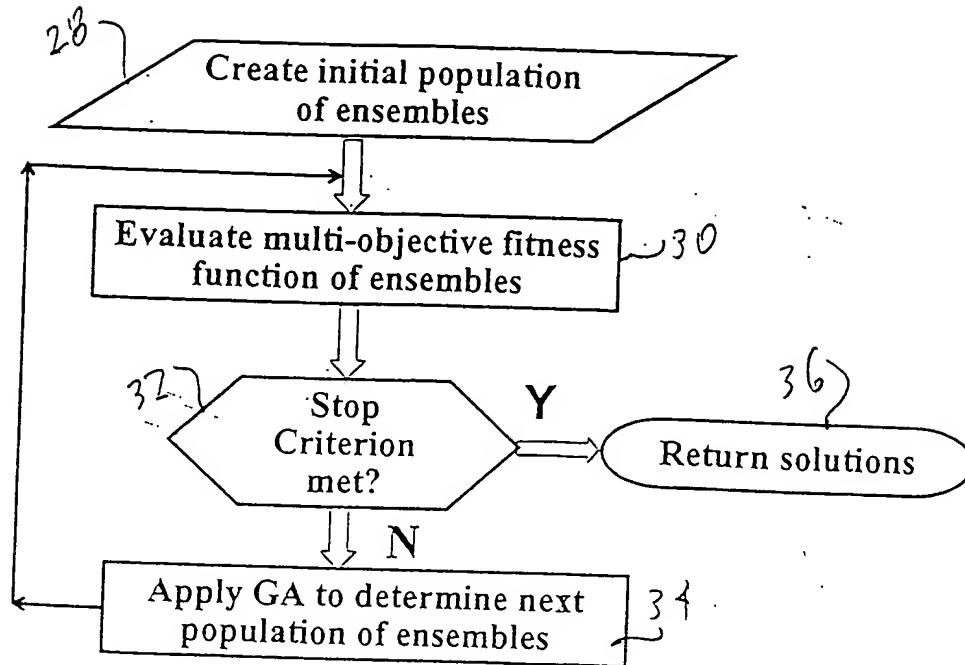 28
Create initial population
of ensembles
Evaluate multi-objective fitness
function of ensembles
30
32
Stop
Criterion
met?
Y
36
Return solutions
N
Apply GA to determine next
population of ensembles
34